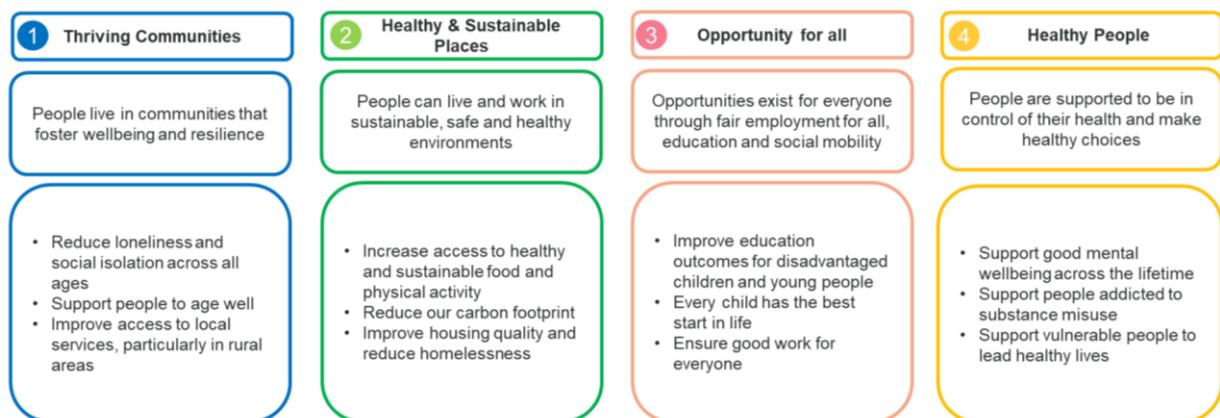 1 Thriving Communities
People live in communities that
foster wellbeing and resilience
• Reduce loneliness and
social isolation across all
ages
• Support people to age well
• Improve access to local
services, particularly in rural
areas
2 Healthy & Sustainable
Places
People can live and work in
sustainable, safe and healthy
environments
• Increase access to healthy
and sustainable food and
physical activity
• Reduce our carbon footprint
• Improve housing quality and
reduce homelessness
3 Opportunity for all
Opportunities exist for everyone
through fair employment for all,
education and social mobility
• Improve education
outcomes for disadvantaged
children and young people
• Every child has the best
start in life
• Ensure good work for
everyone
4 Healthy People
People are supported to be in
control of their health and make
healthy choices
• Support good mental
wellbeing across the lifetime
• Support people addicted to
substance misuse
• Support vulnerable people to
lead healthy lives